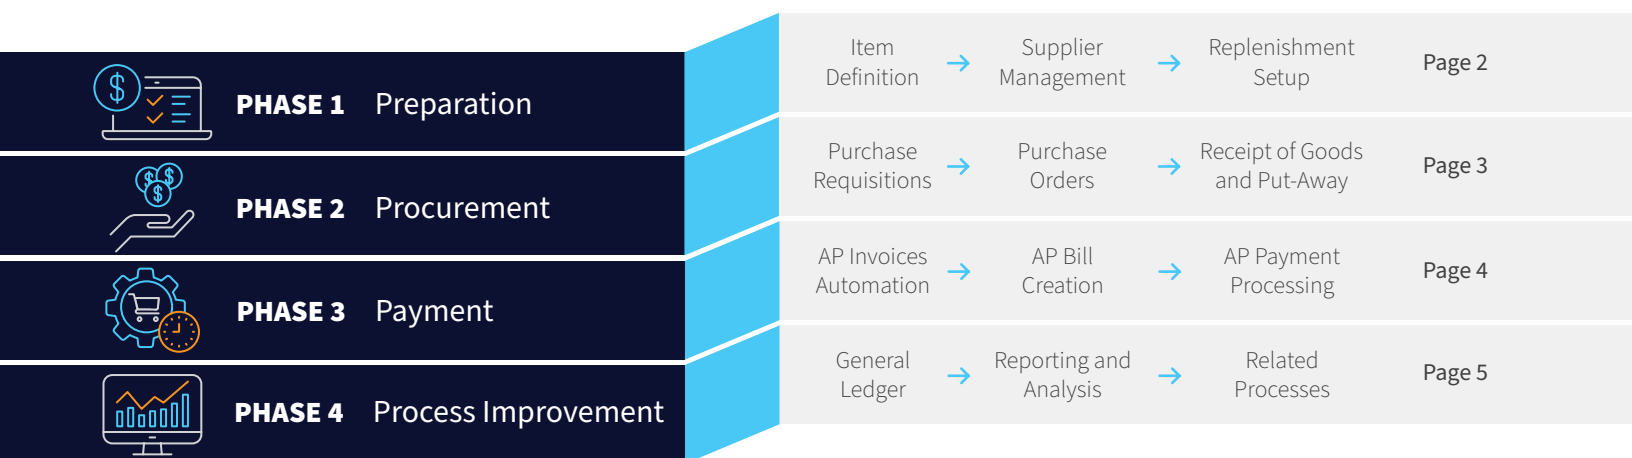 PHASE 1 Preparation
Item
Definition
Supplier
Management
Replenishment
Setup
Page 2
PHASE 2 Procurement
Purchase
Requisitions
Purchase
Orders
Receipt of Goods
and Put-Away
Page 3
PHASE 3 Payment
AP Invoices
Automation
AP Bill
Creation
AP Payment
Processing
Page 4
PHASE 4 Process Improvement
General
Ledger
Reporting and
Analysis
Related
Processes
Page 5